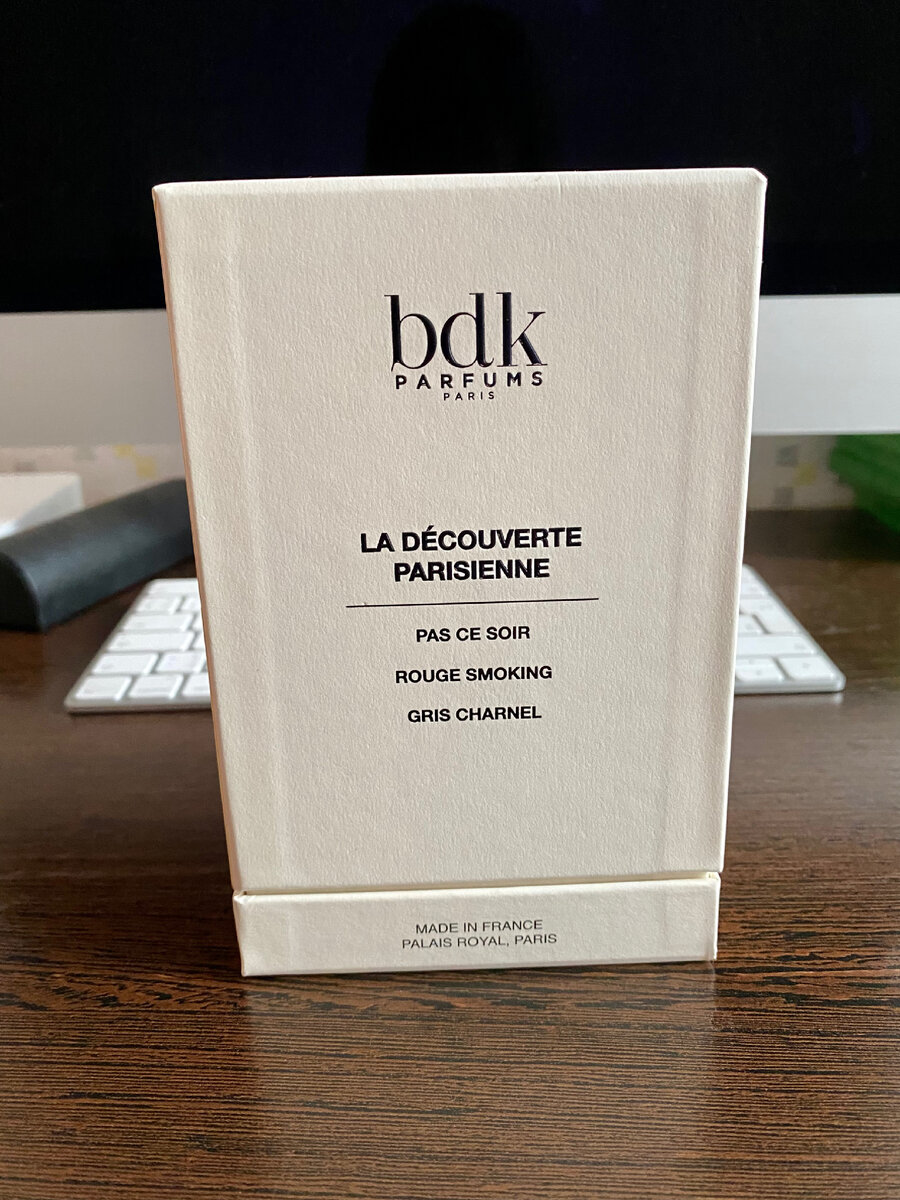 bdk
PARFUMS
PARIS
LA DÉCOUVERTE
PARISIENNE
PAS CE SOIR
ROUGE SMOKING
GRIS CHARNEL
MADE IN FRANCE
PALAIS ROYAL, PARIS